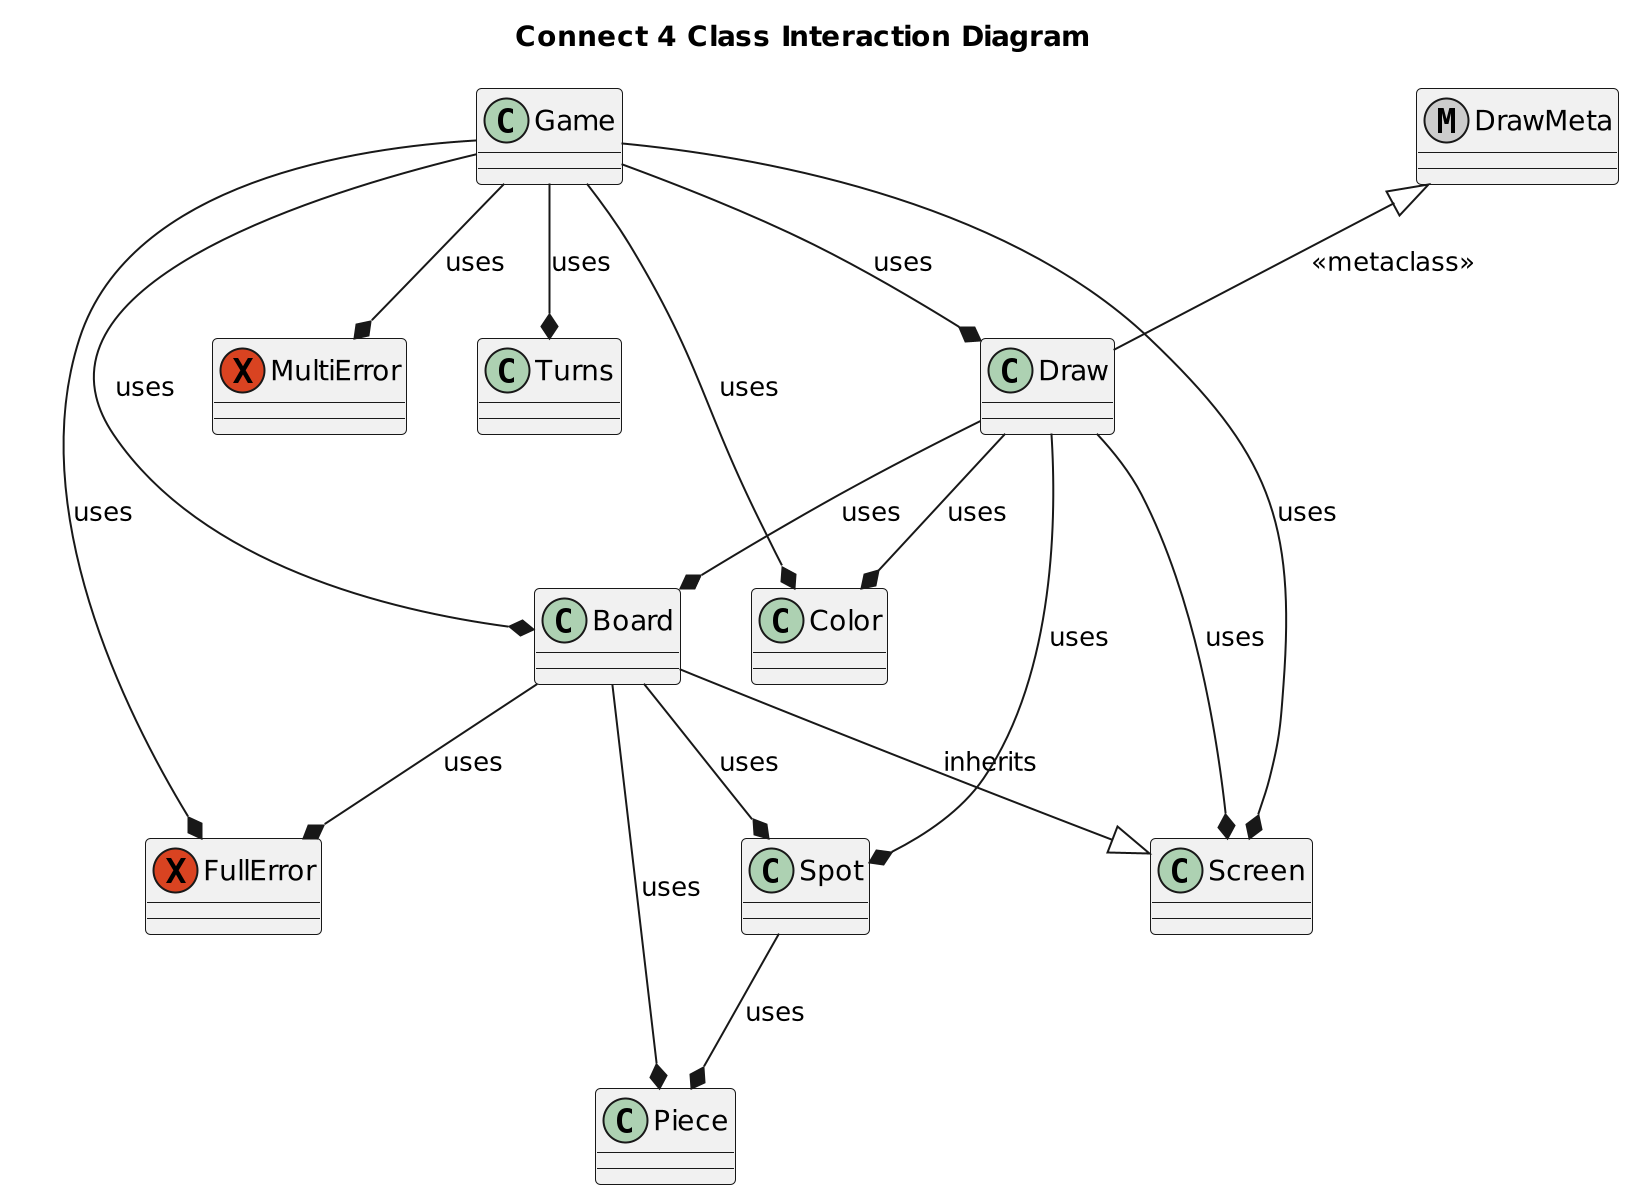 Connect 4 Class Interaction Diagram
C Game
M DrawMeta
uses
uses
uses
uses
«metaclass»
X MultiError
C Turns
C Draw
uses
uses
uses
uses
uses
uses
C Board
C Color
uses
uses
uses
uses
inherits
X FullError
C Spot
C Screen
uses
uses
C Piece